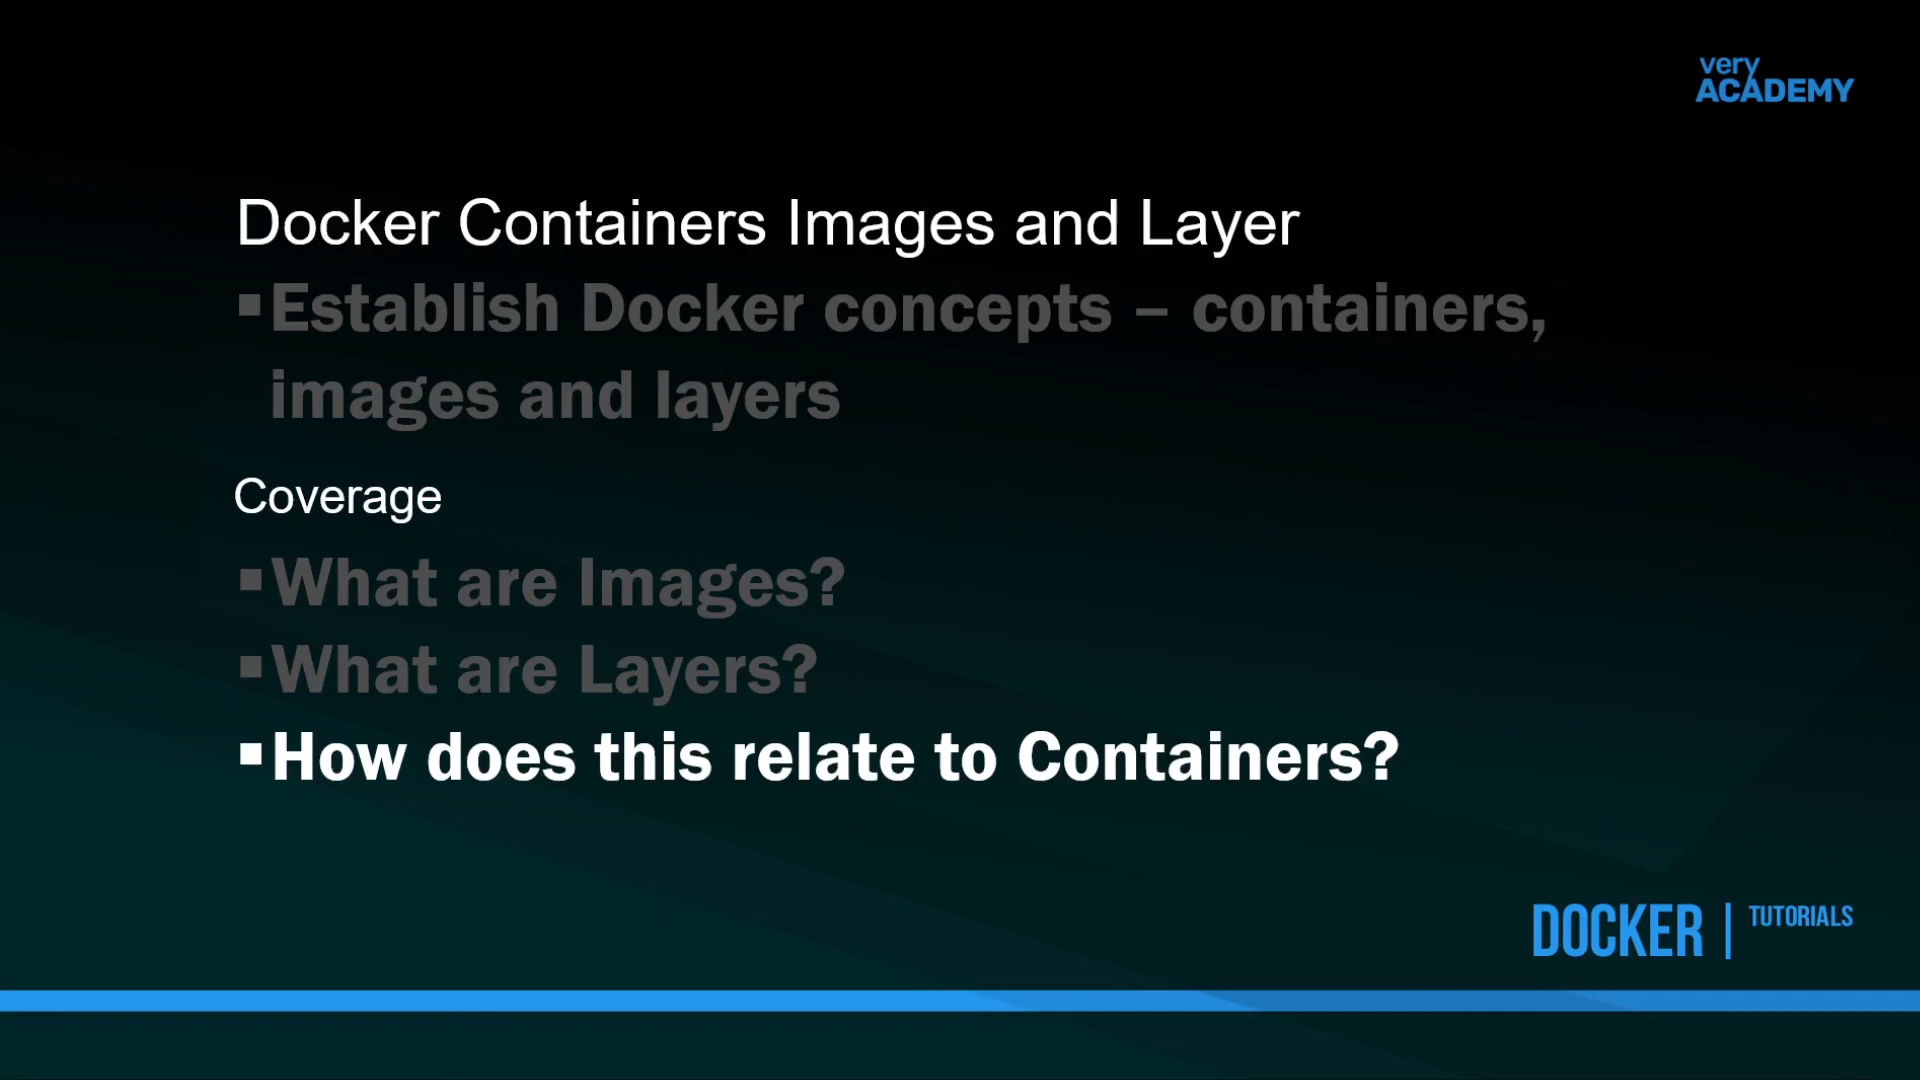 very
ACADEMY
Docker Containers Images and Layer
▪Establish Docker concepts – containers,
images and layers
Coverage
▪What are Images?
▪What are Layers?
▪How does this relate to Containers?
DOCKER | TUTORIALS